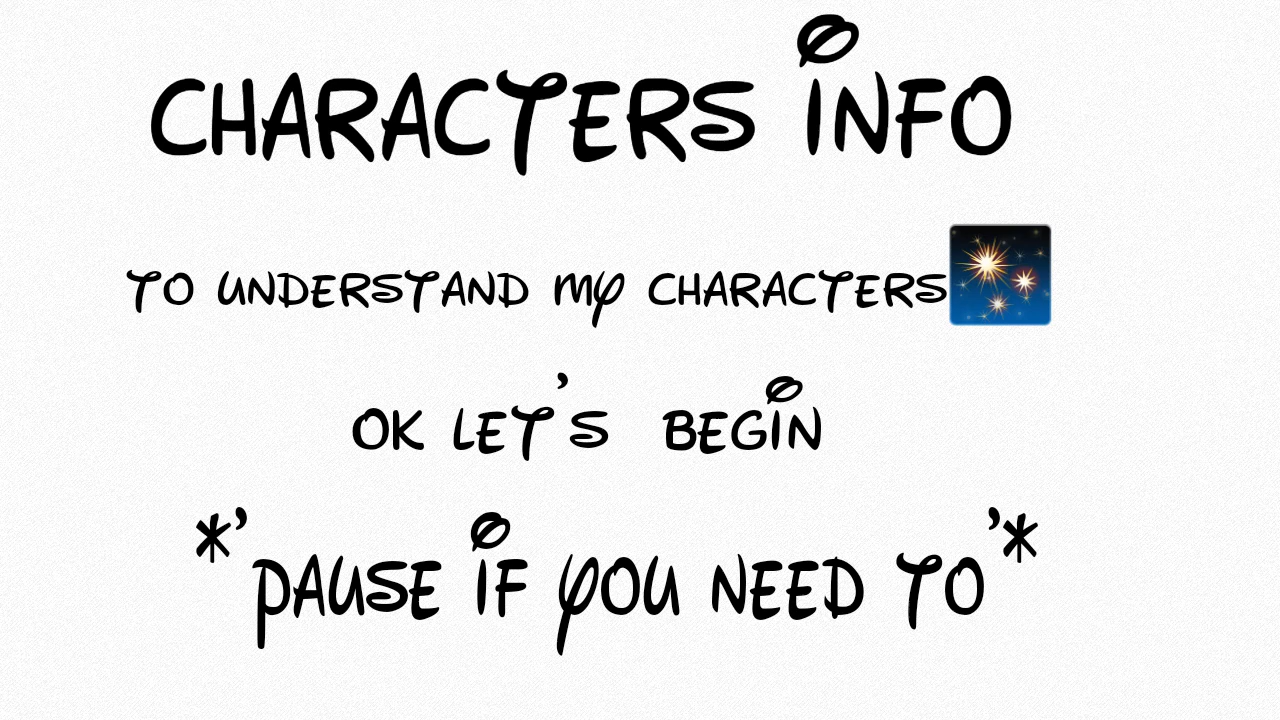 CHARACTERS INFO
TO UNDERSTAND MY CHARACTERS🎇
OK LET'S BEGIN
*'PAUSE IF YOU NEED TO'*